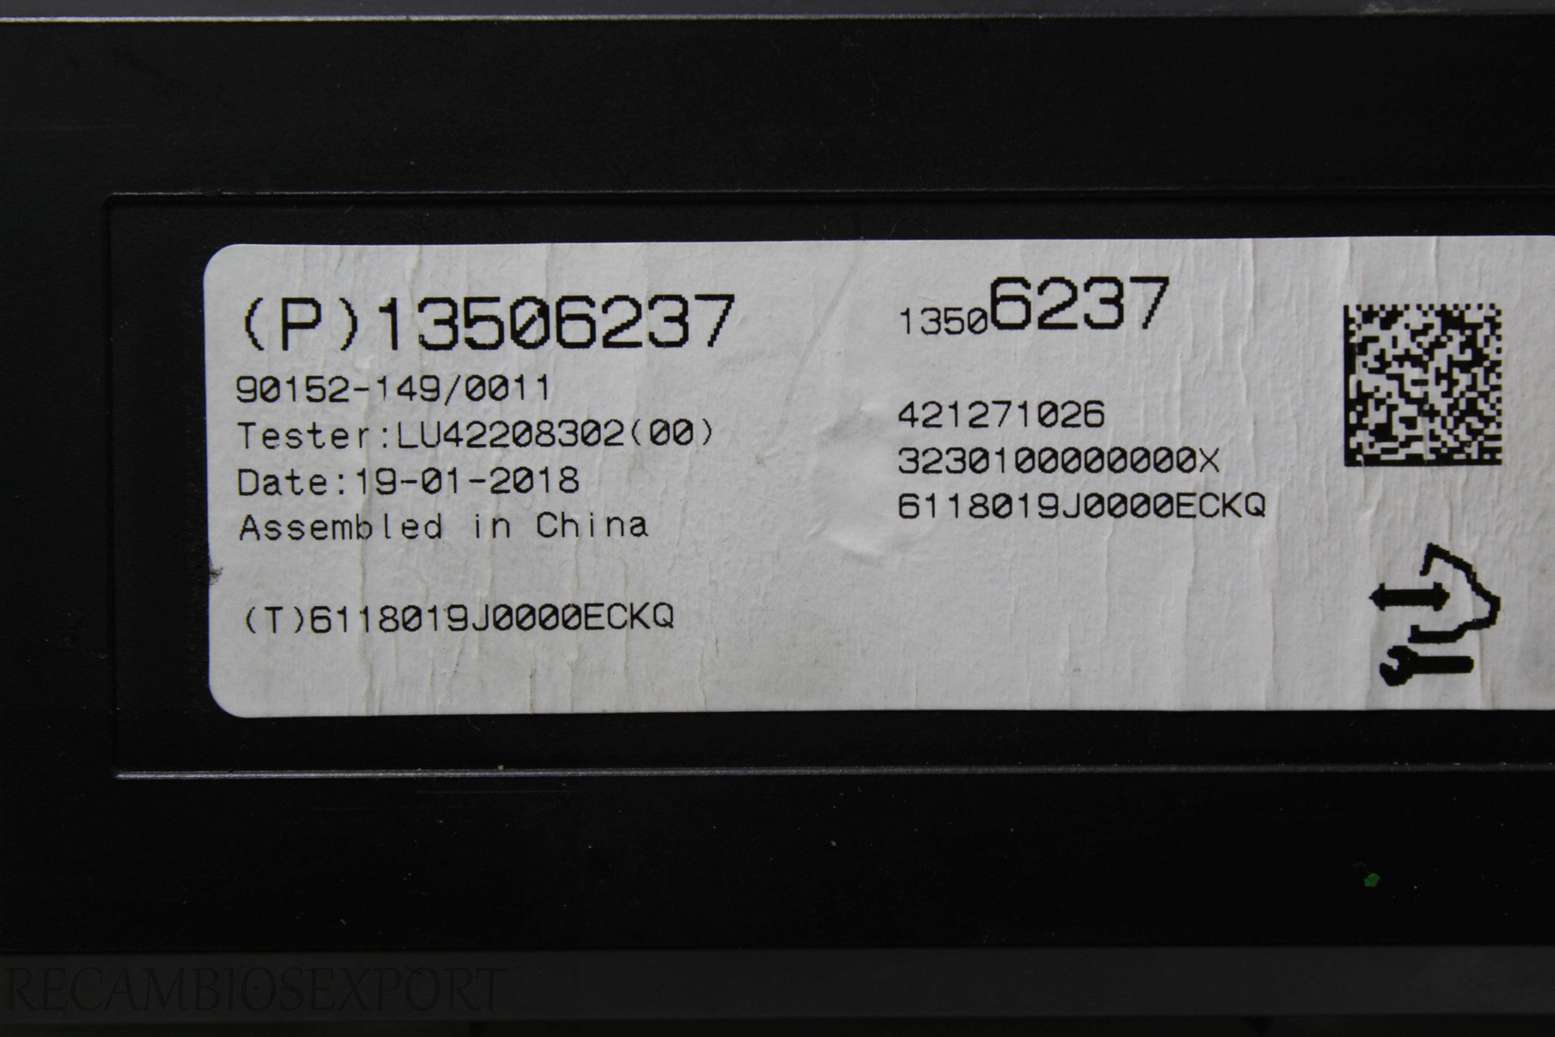 (P)13506237
90152-149/0011
Tester:LU42208302(00)
Date:19-01-2018
Assembled in China
(T)6118019J0000ECKQ
13506237
421271026
3230100000000X
6118019J0000ECKQ
RECAMBIOSEXPORT